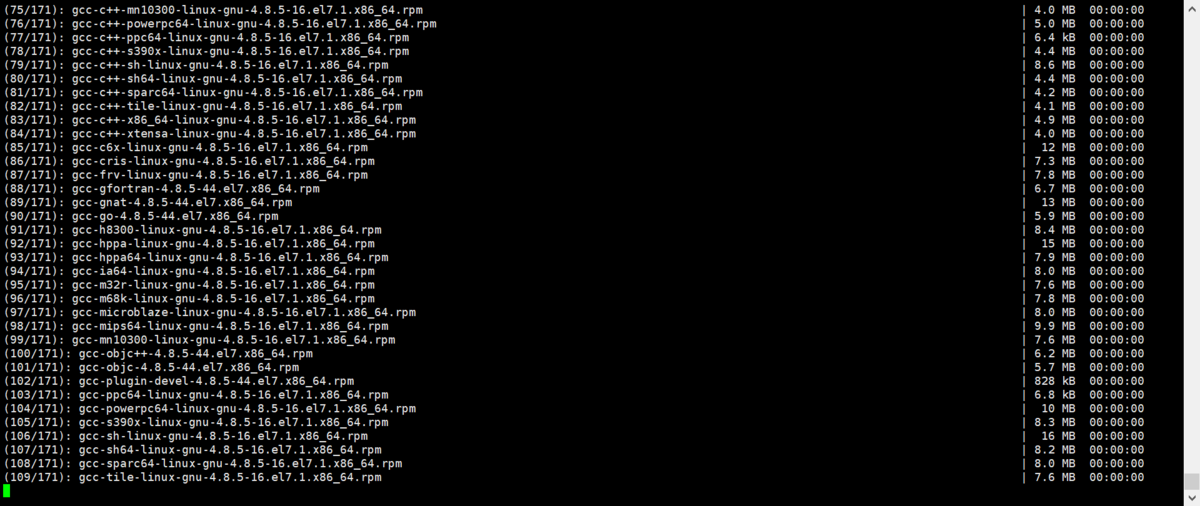 (75/171): gcc-c++-mn10300-linux-gnu-4.8.5-16.el7.1.x86_64.rpm | 4.0 MB 00:00:00
(76/171): gcc-c++-powerpc64-linux-gnu-4.8.5-16.el7.1.x86_64.rpm | 5.0 MB 00:00:00
(77/171): gcc-c++-ppc64-linux-gnu-4.8.5-16.el7.1.x86_64.rpm | 6.4 kB 00:00:00
(78/171): gcc-c++-s390x-linux-gnu-4.8.5-16.el7.1.x86_64.rpm | 4.4 MB 00:00:00
(79/171): gcc-c++-sh-linux-gnu-4.8.5-16.el7.1.x86_64.rpm | 8.6 MB 00:00:00
(80/171): gcc-c++-sh64-linux-gnu-4.8.5-16.el7.1.x86_64.rpm | 4.4 MB 00:00:00
(81/171): gcc-c++-sparc64-linux-gnu-4.8.5-16.el7.1.x86_64.rpm | 4.2 MB 00:00:00
(82/171): gcc-c++-tile-linux-gnu-4.8.5-16.el7.1.x86_64.rpm | 4.1 MB 00:00:00
(83/171): gcc-c++-x86_64-linux-gnu-4.8.5-16.el7.1.x86_64.rpm | 4.9 MB 00:00:00
(84/171): gcc-c++-xtensa-linux-gnu-4.8.5-16.el7.1.x86_64.rpm | 4.0 MB 00:00:00
(85/171): gcc-c6x-linux-gnu-4.8.5-16.el7.1.x86_64.rpm | 12 MB 00:00:00
(86/171): gcc-cris-linux-gnu-4.8.5-16.el7.1.x86_64.rpm | 7.3 MB 00:00:00
(87/171): gcc-frv-linux-gnu-4.8.5-16.el7.1.x86_64.rpm | 7.8 MB 00:00:00
(88/171): gcc-gfortran-4.8.5-44.el7.x86_64.rpm | 6.7 MB 00:00:00
(89/171): gcc-gnat-4.8.5-44.el7.x86_64.rpm | 13 MB 00:00:00
(90/171): gcc-go-4.8.5-44.el7.x86_64.rpm | 5.9 MB 00:00:00
(91/171): gcc-h8300-linux-gnu-4.8.5-16.el7.1.x86_64.rpm | 8.4 MB 00:00:00
(92/171): gcc-hppa-linux-gnu-4.8.5-16.el7.1.x86_64.rpm | 15 MB 00:00:00
(93/171): gcc-hppa64-linux-gnu-4.8.5-16.el7.1.x86_64.rpm | 7.9 MB 00:00:00
(94/171): gcc-ia64-linux-gnu-4.8.5-16.el7.1.x86_64.rpm | 8.0 MB 00:00:00
(95/171): gcc-m32r-linux-gnu-4.8.5-16.el7.1.x86_64.rpm | 7.6 MB 00:00:00
(96/171): gcc-m68k-linux-gnu-4.8.5-16.el7.1.x86_64.rpm | 7.8 MB 00:00:00
(97/171): gcc-microblaze-linux-gnu-4.8.5-16.el7.1.x86_64.rpm | 8.0 MB 00:00:00
(98/171): gcc-mips64-linux-gnu-4.8.5-16.el7.1.x86_64.rpm | 9.9 MB 00:00:00
(99/171): gcc-mn10300-linux-gnu-4.8.5-16.el7.1.x86_64.rpm | 7.6 MB 00:00:00
(100/171): gcc-objc++-4.8.5-44.el7.x86_64.rpm | 6.2 MB 00:00:00
(101/171): gcc-objc-4.8.5-44.el7.x86_64.rpm | 5.7 MB 00:00:00
(102/171): gcc-plugin-devel-4.8.5-44.el7.x86_64.rpm | 828 kB 00:00:00
(103/171): gcc-ppc64-linux-gnu-4.8.5-16.el7.1.x86_64.rpm | 6.8 kB 00:00:00
(104/171): gcc-powerpc64-linux-gnu-4.8.5-16.el7.1.x86_64.rpm | 10 MB 00:00:00
(105/171): gcc-s390x-linux-gnu-4.8.5-16.el7.1.x86_64.rpm | 8.3 MB 00:00:00
(106/171): gcc-sh-linux-gnu-4.8.5-16.el7.1.x86_64.rpm | 16 MB 00:00:00
(107/171): gcc-sh64-linux-gnu-4.8.5-16.el7.1.x86_64.rpm | 8.2 MB 00:00:00
(108/171): gcc-sparc64-linux-gnu-4.8.5-16.el7.1.x86_64.rpm | 8.0 MB 00:00:00
(109/171): gcc-tile-linux-gnu-4.8.5-16.el7.1.x86_64.rpm | 7.6 MB 00:00:00